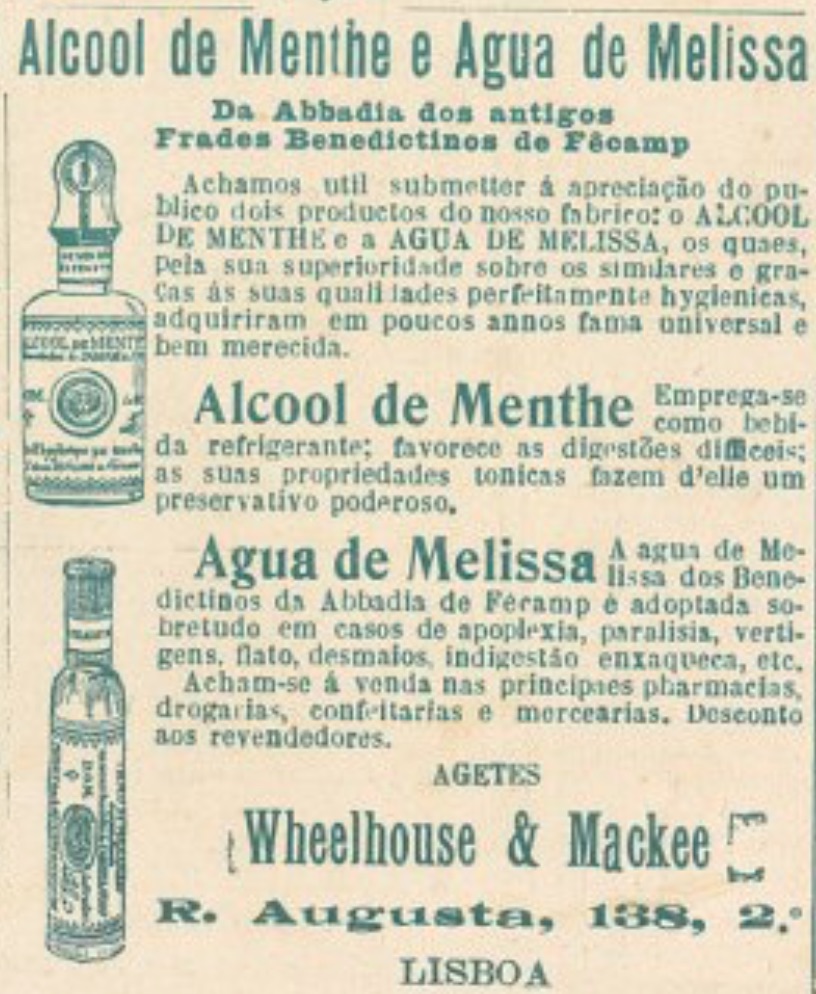 Alcool de Menthe e Agua de Melissa
Da Abbadia dos antigos
Frades Benedictinos de Fêcamp
Achamos util submetter á apreciação do pu-
blico dois productos do nosso fabrico: o ALCOOL
DE MENTHE e a AGUA DE MELISSA, os quaes,
pela sua superioridade sobre os similares e gra-
ças ás suas qualidades perfeitamente hygienicas,
adquiriram em poucos annos fama universal e
bem merecida.
Alcool de Menthe Emprega-se
como bebi-
da refrigerante; favorece as digestões difficeis;
as suas propriedades tonicas fazem d'elle um
preservativo poderoso.
Agua de Melissa A agua de Me-
lissa dos Bene-
dictinos da Abbadia de Fécamp é adoptada so-
bretudo em casos de apoplexia, paralisia, verti-
gens, flato, desmaios, indigestão enxaqueca, etc.
Acham-se á venda nas principaes pharmacias,
drogarias, confeitarias e mercearias. Desconto
aos revendedores.
AGETES
Wheelhouse & Mackee
R. Augusta, 138, 2.º
LISBOA
ALCOOL DE MENTHE